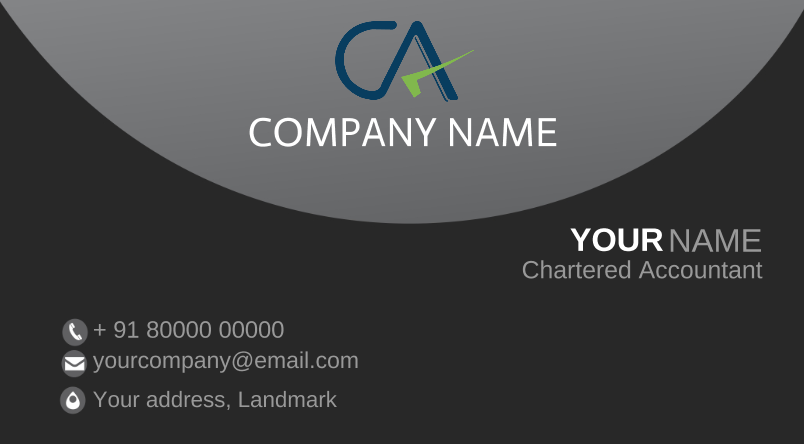 CA
COMPANY NAME
YOUR NAME
Chartered Accountant
+ 91 80000 00000
yourcompany@email.com
Your address, Landmark